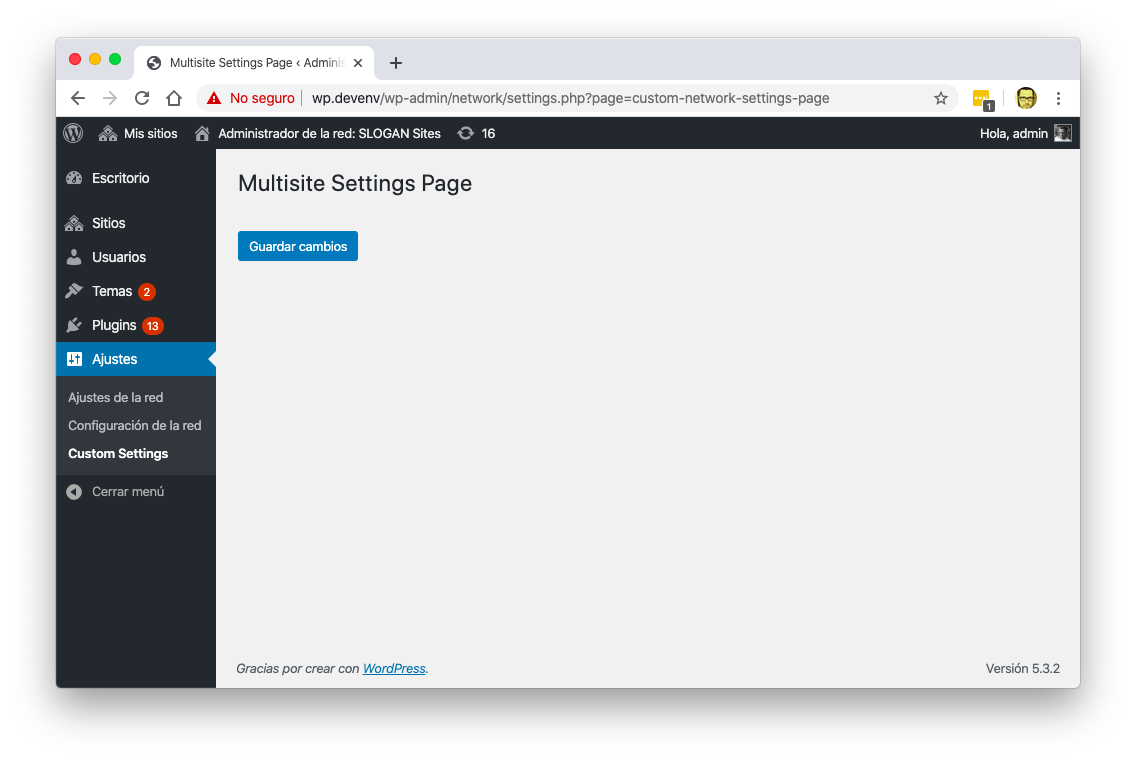 Multisite Settings Page ‹ Adminis
No seguro wp.devenv/wp-admin/network/settings.php?page=custom-network-settings-page
1
Mis sitios Administrador de la red: SLOGAN Sites 16 Hola, admin
Escritorio
Sitios
Usuarios
Temas 2
Plugins 13
Ajustes
Ajustes de la red
Configuración de la red
Custom Settings
Cerrar menú
Multisite Settings Page
Guardar cambios
Gracias por crear con WordPress. Versión 5.3.2